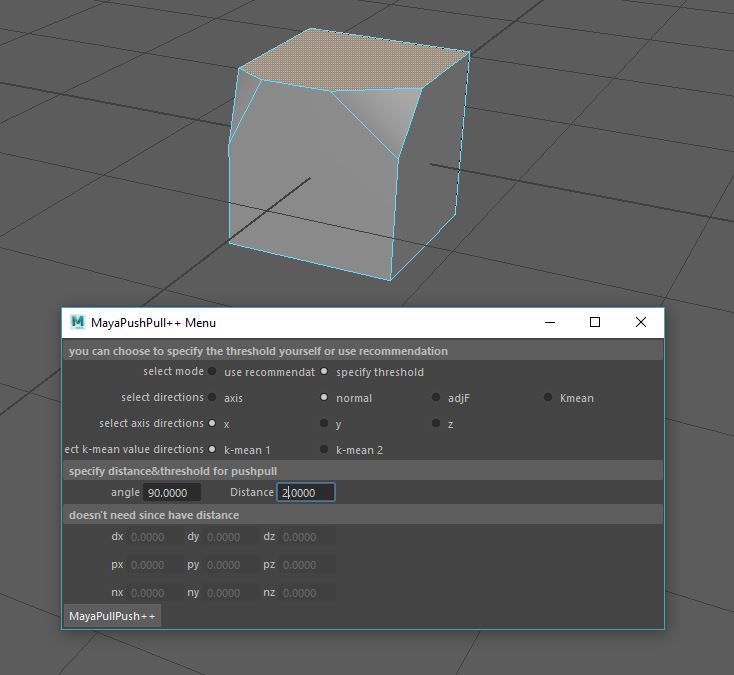 M MayaPushPull++ Menu
you can choose to specify the threshold yourself or use recommendation
select mode use recommendat specify threshold
select directions axis normal adjF Kmean
select axis directions x y z
ect k-mean value directions k-mean 1 k-mean 2
specify distance&threshold for pushpull
angle 90.0000 Distance 2.0000
doesn't need since have distance
dx 0.0000 dy 0.0000 dz 0.0000
px 0.0000 py 0.0000 pz 0.0000
nx 0.0000 ny 0.0000 nz 0.0000
MayaPullPush++